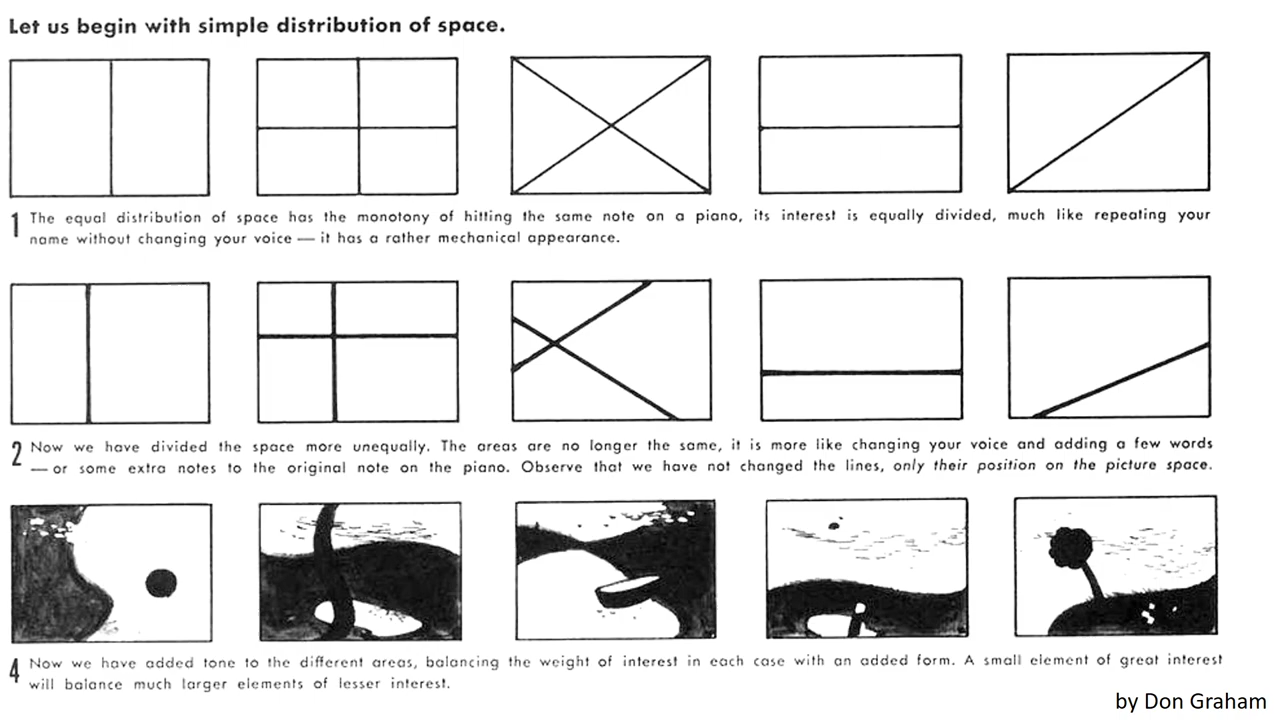 Let us begin with simple distribution of space.
1 The equal distribution of space has the monotony of hitting the same note on a piano, its interest is equally divided, much like repeating your
name without changing your voice — it has a rather mechanical appearance.
2 Now we have divided the space more unequally. The areas are no longer the same, it is more like changing your voice and adding a few words
— or some extra notes to the original note on the piano. Observe that we have not changed the lines, only their position on the picture space.
4 Now we have added tone to the different areas, balancing the weight of interest in each case with an added form. A small element of great interest
will balance much larger elements of lesser interest.
by Don Graham